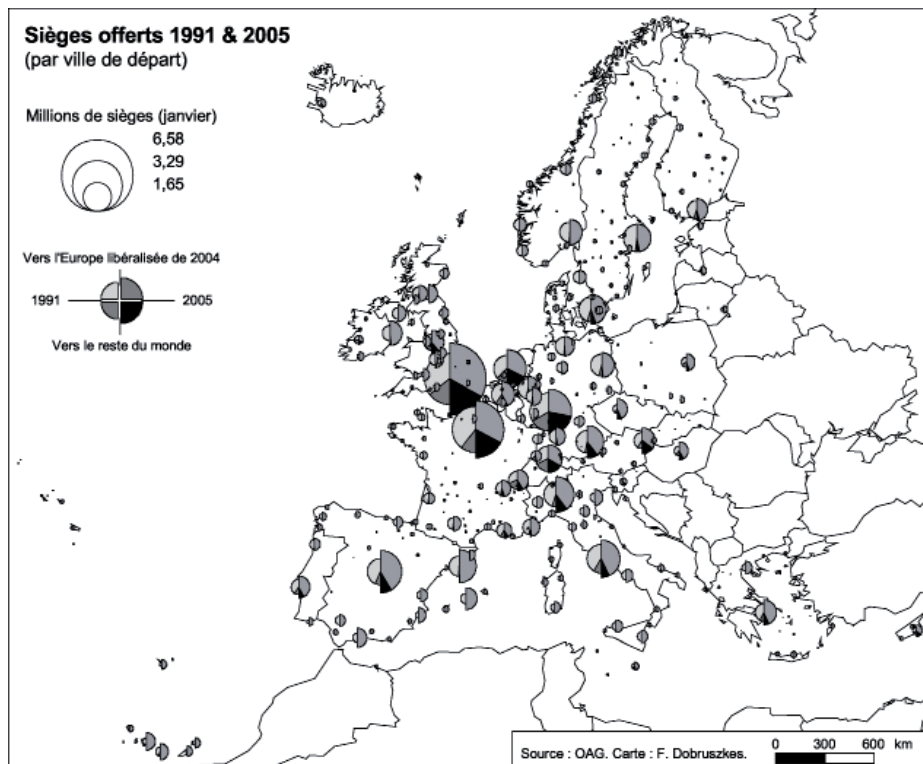 Sièges offerts 1991 & 2005
(par ville de départ)
Millions de sièges (janvier)
6,58
3,29
1,65
Vers l'Europe libéralisée de 2004
1991
2005
Vers le reste du monde
Source : OAG. Carte : F. Dobruszkes.
0 300 600 km